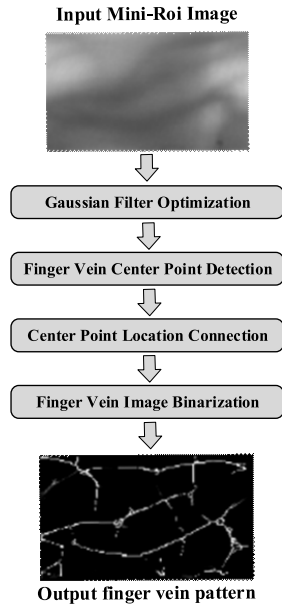 Input Mini-Roi Image
Gaussian Filter Optimization
Finger Vein Center Point Detection
Center Point Location Connection
Finger Vein Image Binarization
Output finger vein pattern